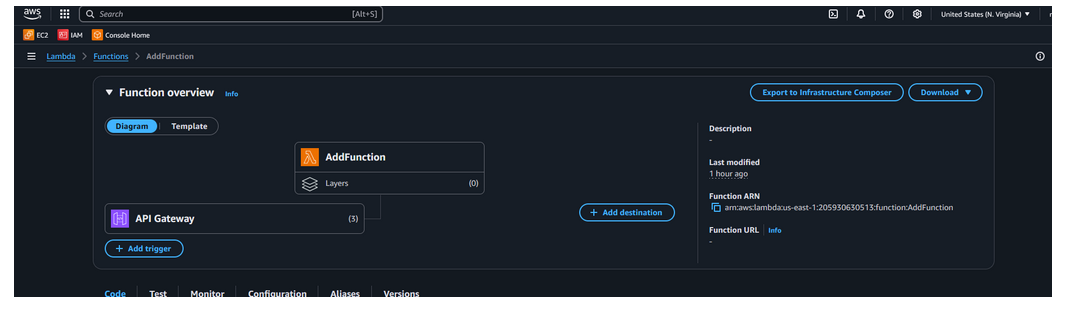 aws Search [Alt+S] United States (N. Virginia)
EC2 IAM Console Home
Lambda > Functions > AddFunction
Function overview Info
Export to Infrastructure Composer Download
Diagram Template
AddFunction
Layers (0)
API Gateway (3)
+ Add trigger
+ Add destination
Description
-
Last modified
1 hour ago
Function ARN
arn:aws:lambda:us-east-1:205930630513:function:AddFunction
Function URL Info
-
Code Test Monitor Configuration Aliases Versions